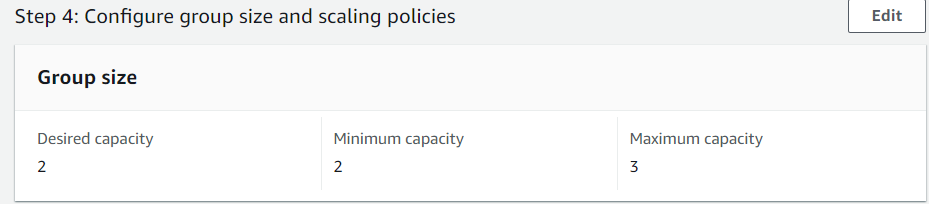 Step 4: Configure group size and scaling policies
Edit
Group size
Desired capacity
Minimum capacity
Maximum capacity
2
2
3